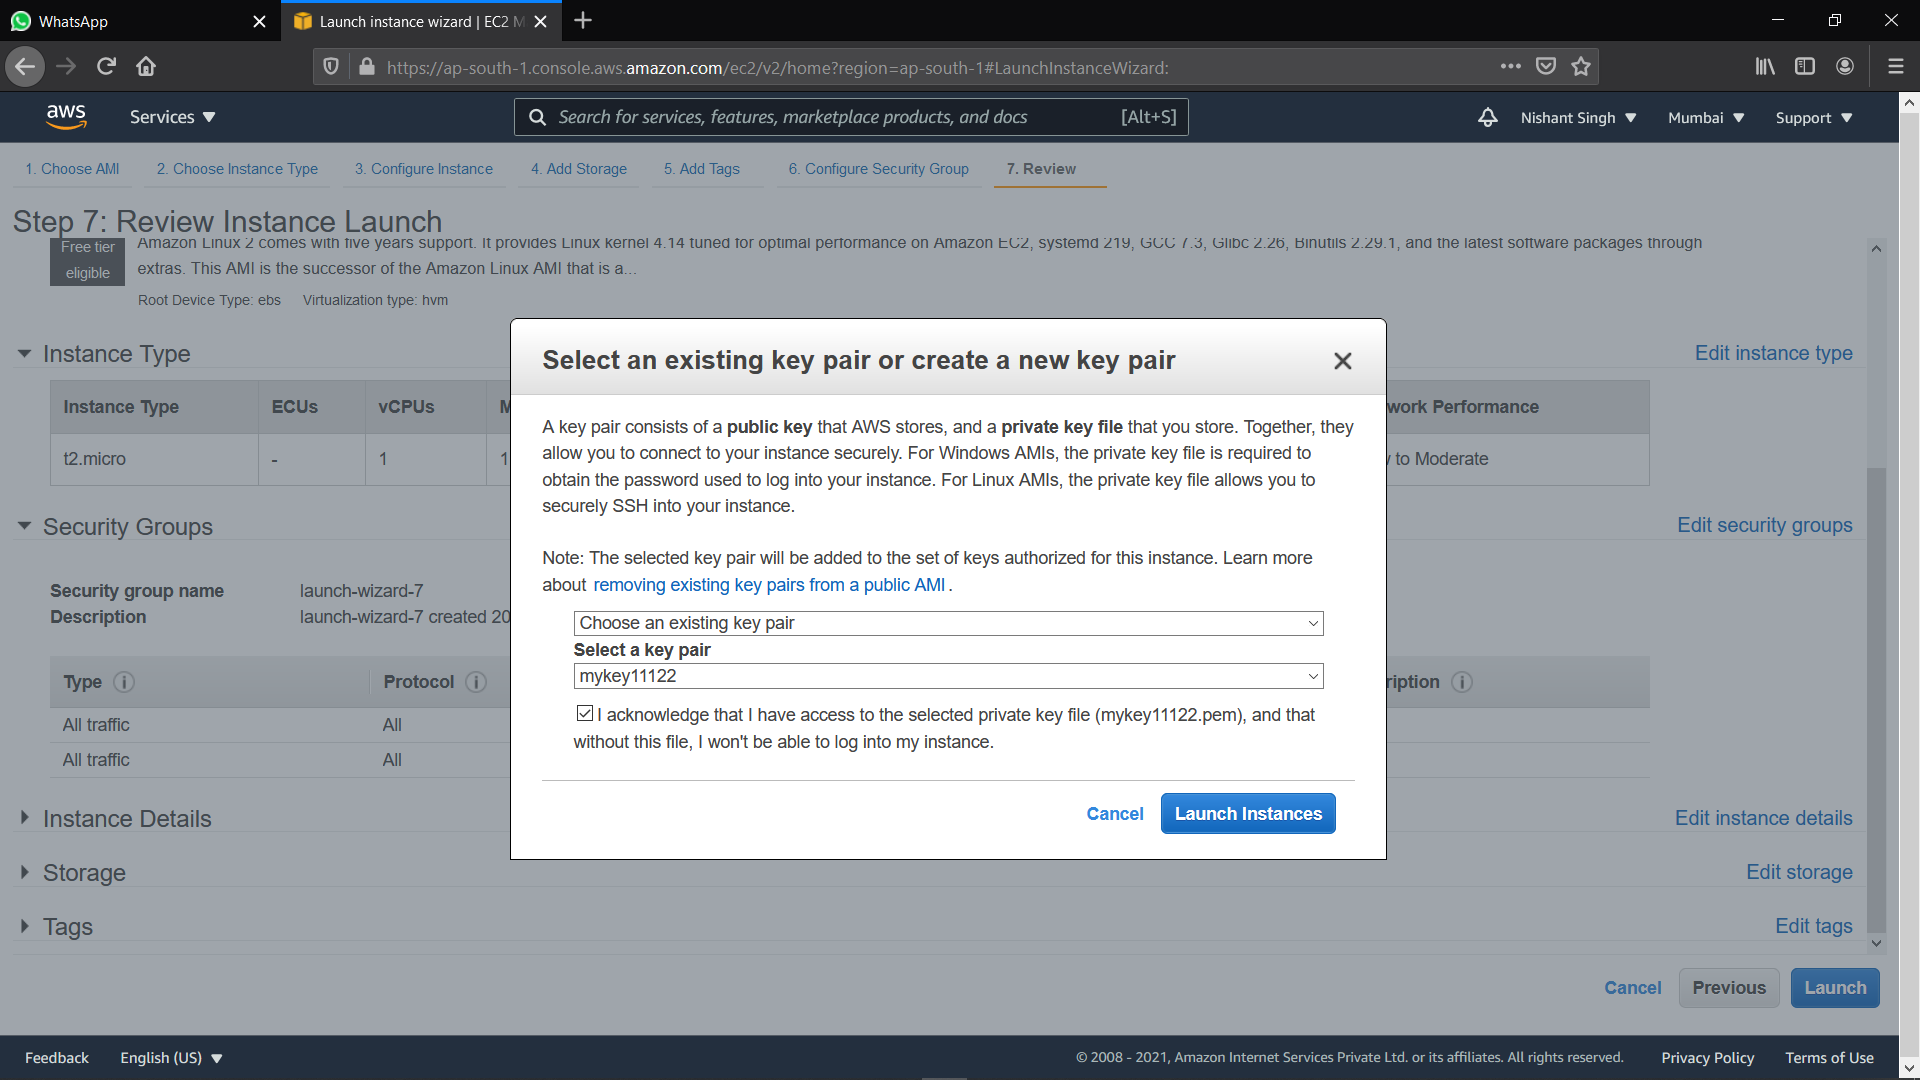 WhatsApp
Launch instance wizard | EC2 M
https://ap-south-1.console.aws.amazon.com/ec2/v2/home?region=ap-south-1#LaunchInstanceWizard:
aws
Services
Search for services, features, marketplace products, and docs
[Alt+S]
Nishant Singh
Mumbai
Support
1. Choose AMI
2. Choose Instance Type
3. Configure Instance
4. Add Storage
5. Add Tags
6. Configure Security Group
7. Review
Step 7: Review Instance Launch
Free tier
eligible
Amazon Linux 2 comes with five years support. It provides Linux kernel 4.14 tuned for optimal performance on Amazon EC2, systemd 219, GCC 7.3, Glibc 2.26, Binutils 2.29.1, and the latest software packages through
extras. This AMI is the successor of the Amazon Linux AMI that is a...
Root Device Type: ebs Virtualization type: hvm
Instance Type
Edit instance type
Instance Type
ECUs
vCPUs
M
work Performance
t2.micro
-
1
1
to Moderate
Security Groups
Edit security groups
Security group name
launch-wizard-7
Description
launch-wizard-7 created 20
Type
Protocol
ription
All traffic
All
All traffic
All
Instance Details
Edit instance details
Storage
Edit storage
Tags
Edit tags
Select an existing key pair or create a new key pair
A key pair consists of a public key that AWS stores, and a private key file that you store. Together, they
allow you to connect to your instance securely. For Windows AMIs, the private key file is required to
obtain the password used to log into your instance. For Linux AMIs, the private key file allows you to
securely SSH into your instance.
Note: The selected key pair will be added to the set of keys authorized for this instance. Learn more
about removing existing key pairs from a public AMI .
Choose an existing key pair
Select a key pair
mykey11122
I acknowledge that I have access to the selected private key file (mykey11122.pem), and that
without this file, I won't be able to log into my instance.
Cancel
Launch Instances
Cancel
Previous
Launch
Feedback
English (US)
© 2008 - 2021, Amazon Internet Services Private Ltd. or its affiliates. All rights reserved.
Privacy Policy
Terms of Use